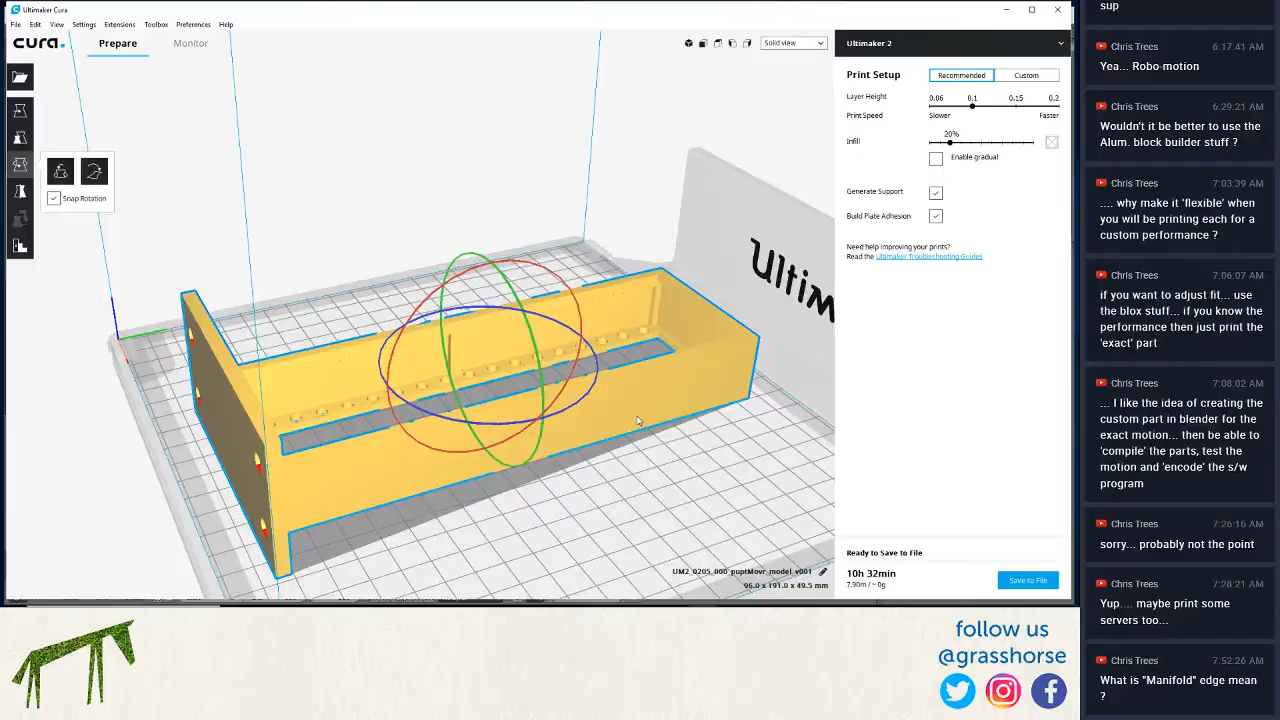 Ultimaker Cura
File Edit View Settings Extensions Toolbox Preferences Help
cura.
Prepare Monitor
Solid view
Ultimaker 2
Snap Rotation
Print Setup Recommended Custom
Layer Height 0.06 0.1 0.15 0.2
Print Speed Slower Faster
Infill 20%
Enable gradual
Generate Support
Build Plate Adhesion
Need help improving your prints?
Read the Ultimaker Troubleshooting Guides
Ultim
UM2_0205_000_puptMovr_model_v001
96.0 x 191.0 x 49.5 mm
Ready to Save to File
10h 32min
7.90m / ~ 0g
Save to File
follow us
@grasshorse
sup
Chris Trees 6:17:41 AM
Yea... Robo-motion
Chris Trees 6:29:21 AM
Wouldn't it be better to use the
Alum. block builder stuff ?
Chris Trees 7:03:39 AM
.... why make it 'flexible' when
you will be printing each for a
custom performance ?
Chris Trees 7:06:07 AM
if you want to adjust fit... use
the blox stuff... if you know the
performance then just print the
'exact' part
Chris Trees 7:08:02 AM
... I like the idea of creating the
custom part in blender for the
exact motion... then be able to
'compile' the parts, test the
motion and 'encode' the s/w
program
Chris Trees 7:26:16 AM
sorry... probably not the point
Chris Trees 7:28:21 AM
Yup.... maybe print some
servers too...
Chris Trees 7:52:26 AM
What is "Manifold" edge mean
?